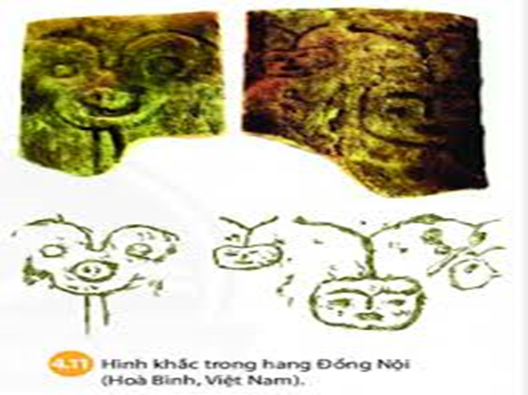 4.11 Hình khắc trong hang Đồng Nội
(Hoà Bình, Việt Nam).